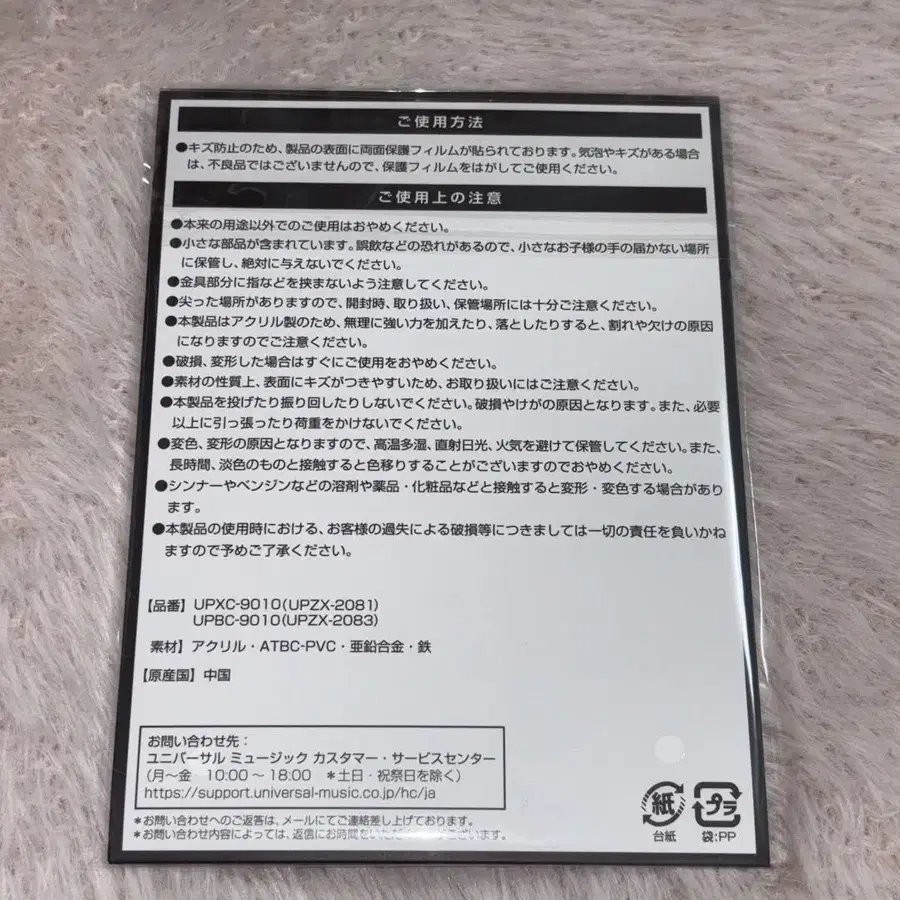 ご使用方法
●キズ防止のため、製品の表面に両面保護フィルムが貼られております。気泡やキズがある場合
は、不良品ではございませんので、保護フィルムをはがしてご使用ください。
ご使用上の注意
●本来の用途以外でのご使用はおやめください。
●小さな部品が含まれています。誤飲などの恐れがあるので、小さなお子様の手の届かない場所
に保管し、絶対に与えないでください。
●金具部分に指などを挟まないよう注意してください。
●尖った場所がありますので、開封時、取り扱い、保管場所には十分ご注意ください。
●本製品はアクリル製のため、無理に強い力を加えたり、落としたりすると、割れや欠けの原因
になりますのでご注意ください。
●破損、変形した場合はすぐにご使用をおやめください。
●素材の性質上、表面にキズがつきやすいため、お取り扱いにはご注意ください。
●本製品を投げたり振り回したりしないでください。破損やけがの原因となります。また、必要
以上に引っ張ったり荷重をかけないでください。
●変色、変形の原因となりますので、高温多湿、直射日光、火気を避けて保管してください。また、
長時間、淡色のものと接触すると色移りすることがございますのでおやめください。
●シンナーやベンジンなどの溶剤や薬品・化粧品などと接触すると変形・変色する場合があり
ます。
●本製品の使用時における、お客様の過失による破損等につきましては一切の責任を負いかね
ますので予めご了承ください。
【品番】UPXC-9010(UPZX-2081)
UPBC-9010(UPZX-2083)
素材】アクリル・ATBC-PVC・亜鉛合金・鉄
【原産国】中国
お問い合わせ先：
ユニバーサル ミュージック カスタマー・サービスセンター
(月～金 10:00～18:00 ＊土日・祝祭日を除く)
https://support.universal-music.co.jp/hc/ja
＊お問い合わせへのご返答は、メールにてご連絡差し上げております。
＊お問い合わせ内容によっては、返信にお時間をいただく場合がございます。
紙
台紙
プラ
袋:PP